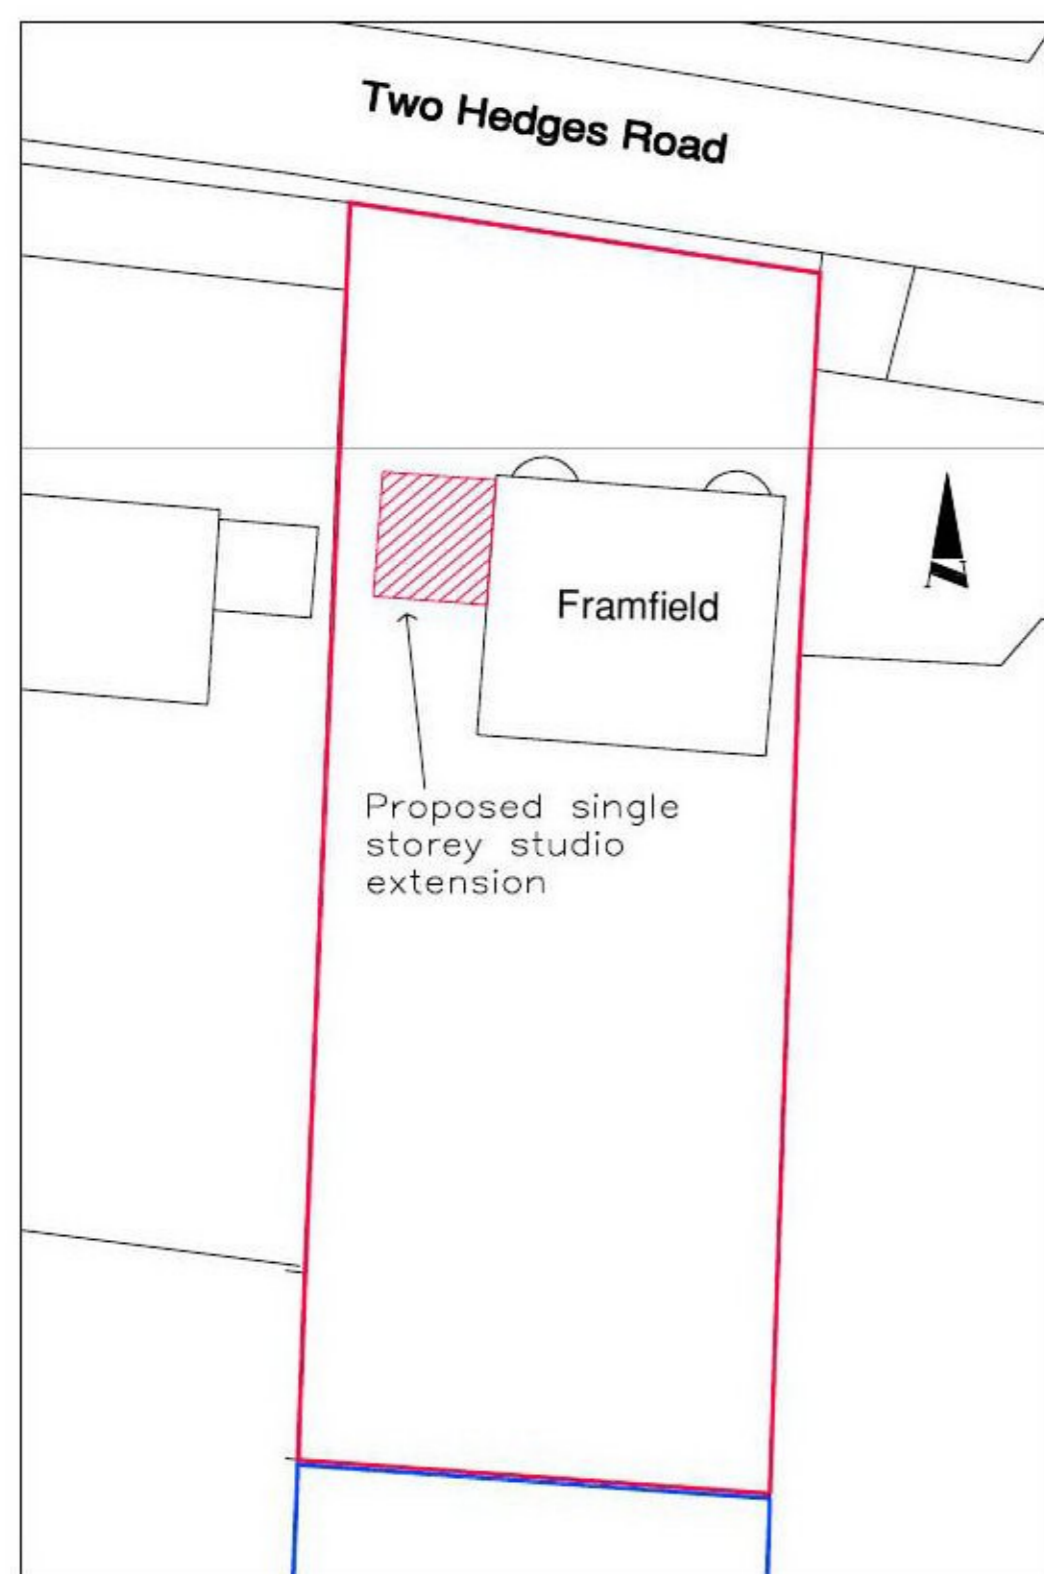 Two Hedges Road
Framfield
N
Proposed single
storey studio
extension